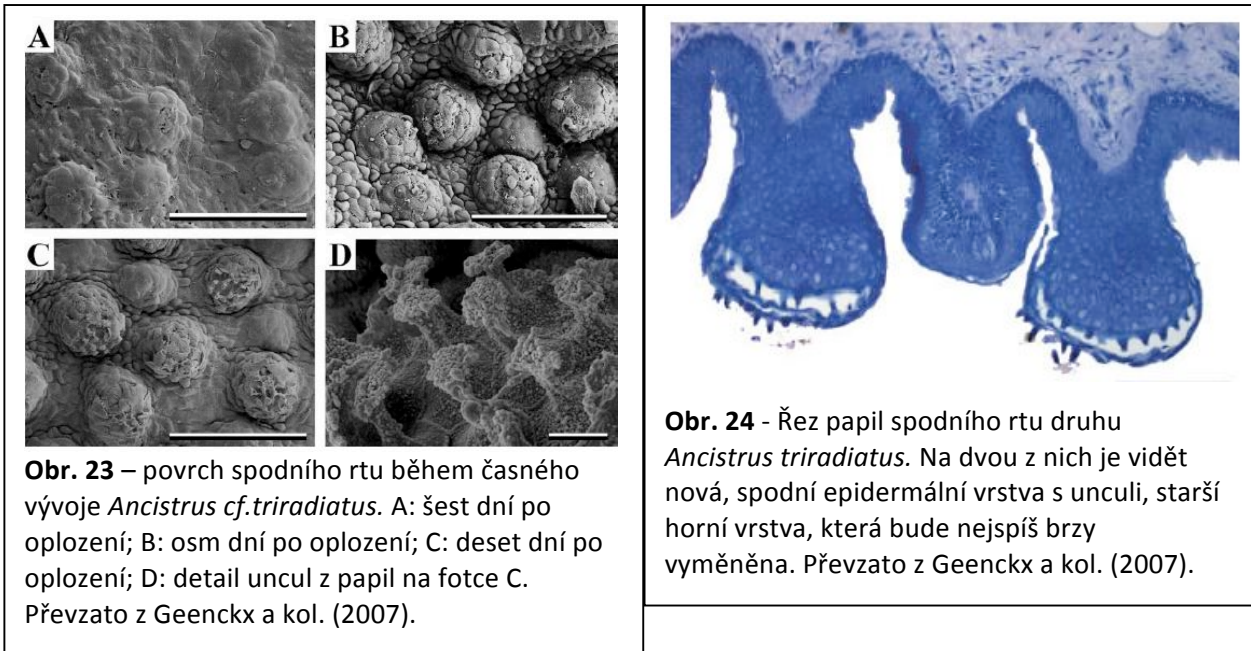 A
B
C
D
Obr. 23 – povrch spodního rtu během časného
vývoje Ancistrus cf.triradiatus. A: šest dní po
oplození; B: osm dní po oplození; C: deset dní po
oplození; D: detail uncul z papil na fotce C.
Převzato z Geenckx a kol. (2007).
Obr. 24 - Řez papil spodního rtu druhu
Ancistrus triradiatus. Na dvou z nich je vidět
nová, spodní epidermální vrstva s unculi, starší
horní vrstva, která bude nejspíš brzy
vyměněna. Převzato z Geenckx a kol. (2007).